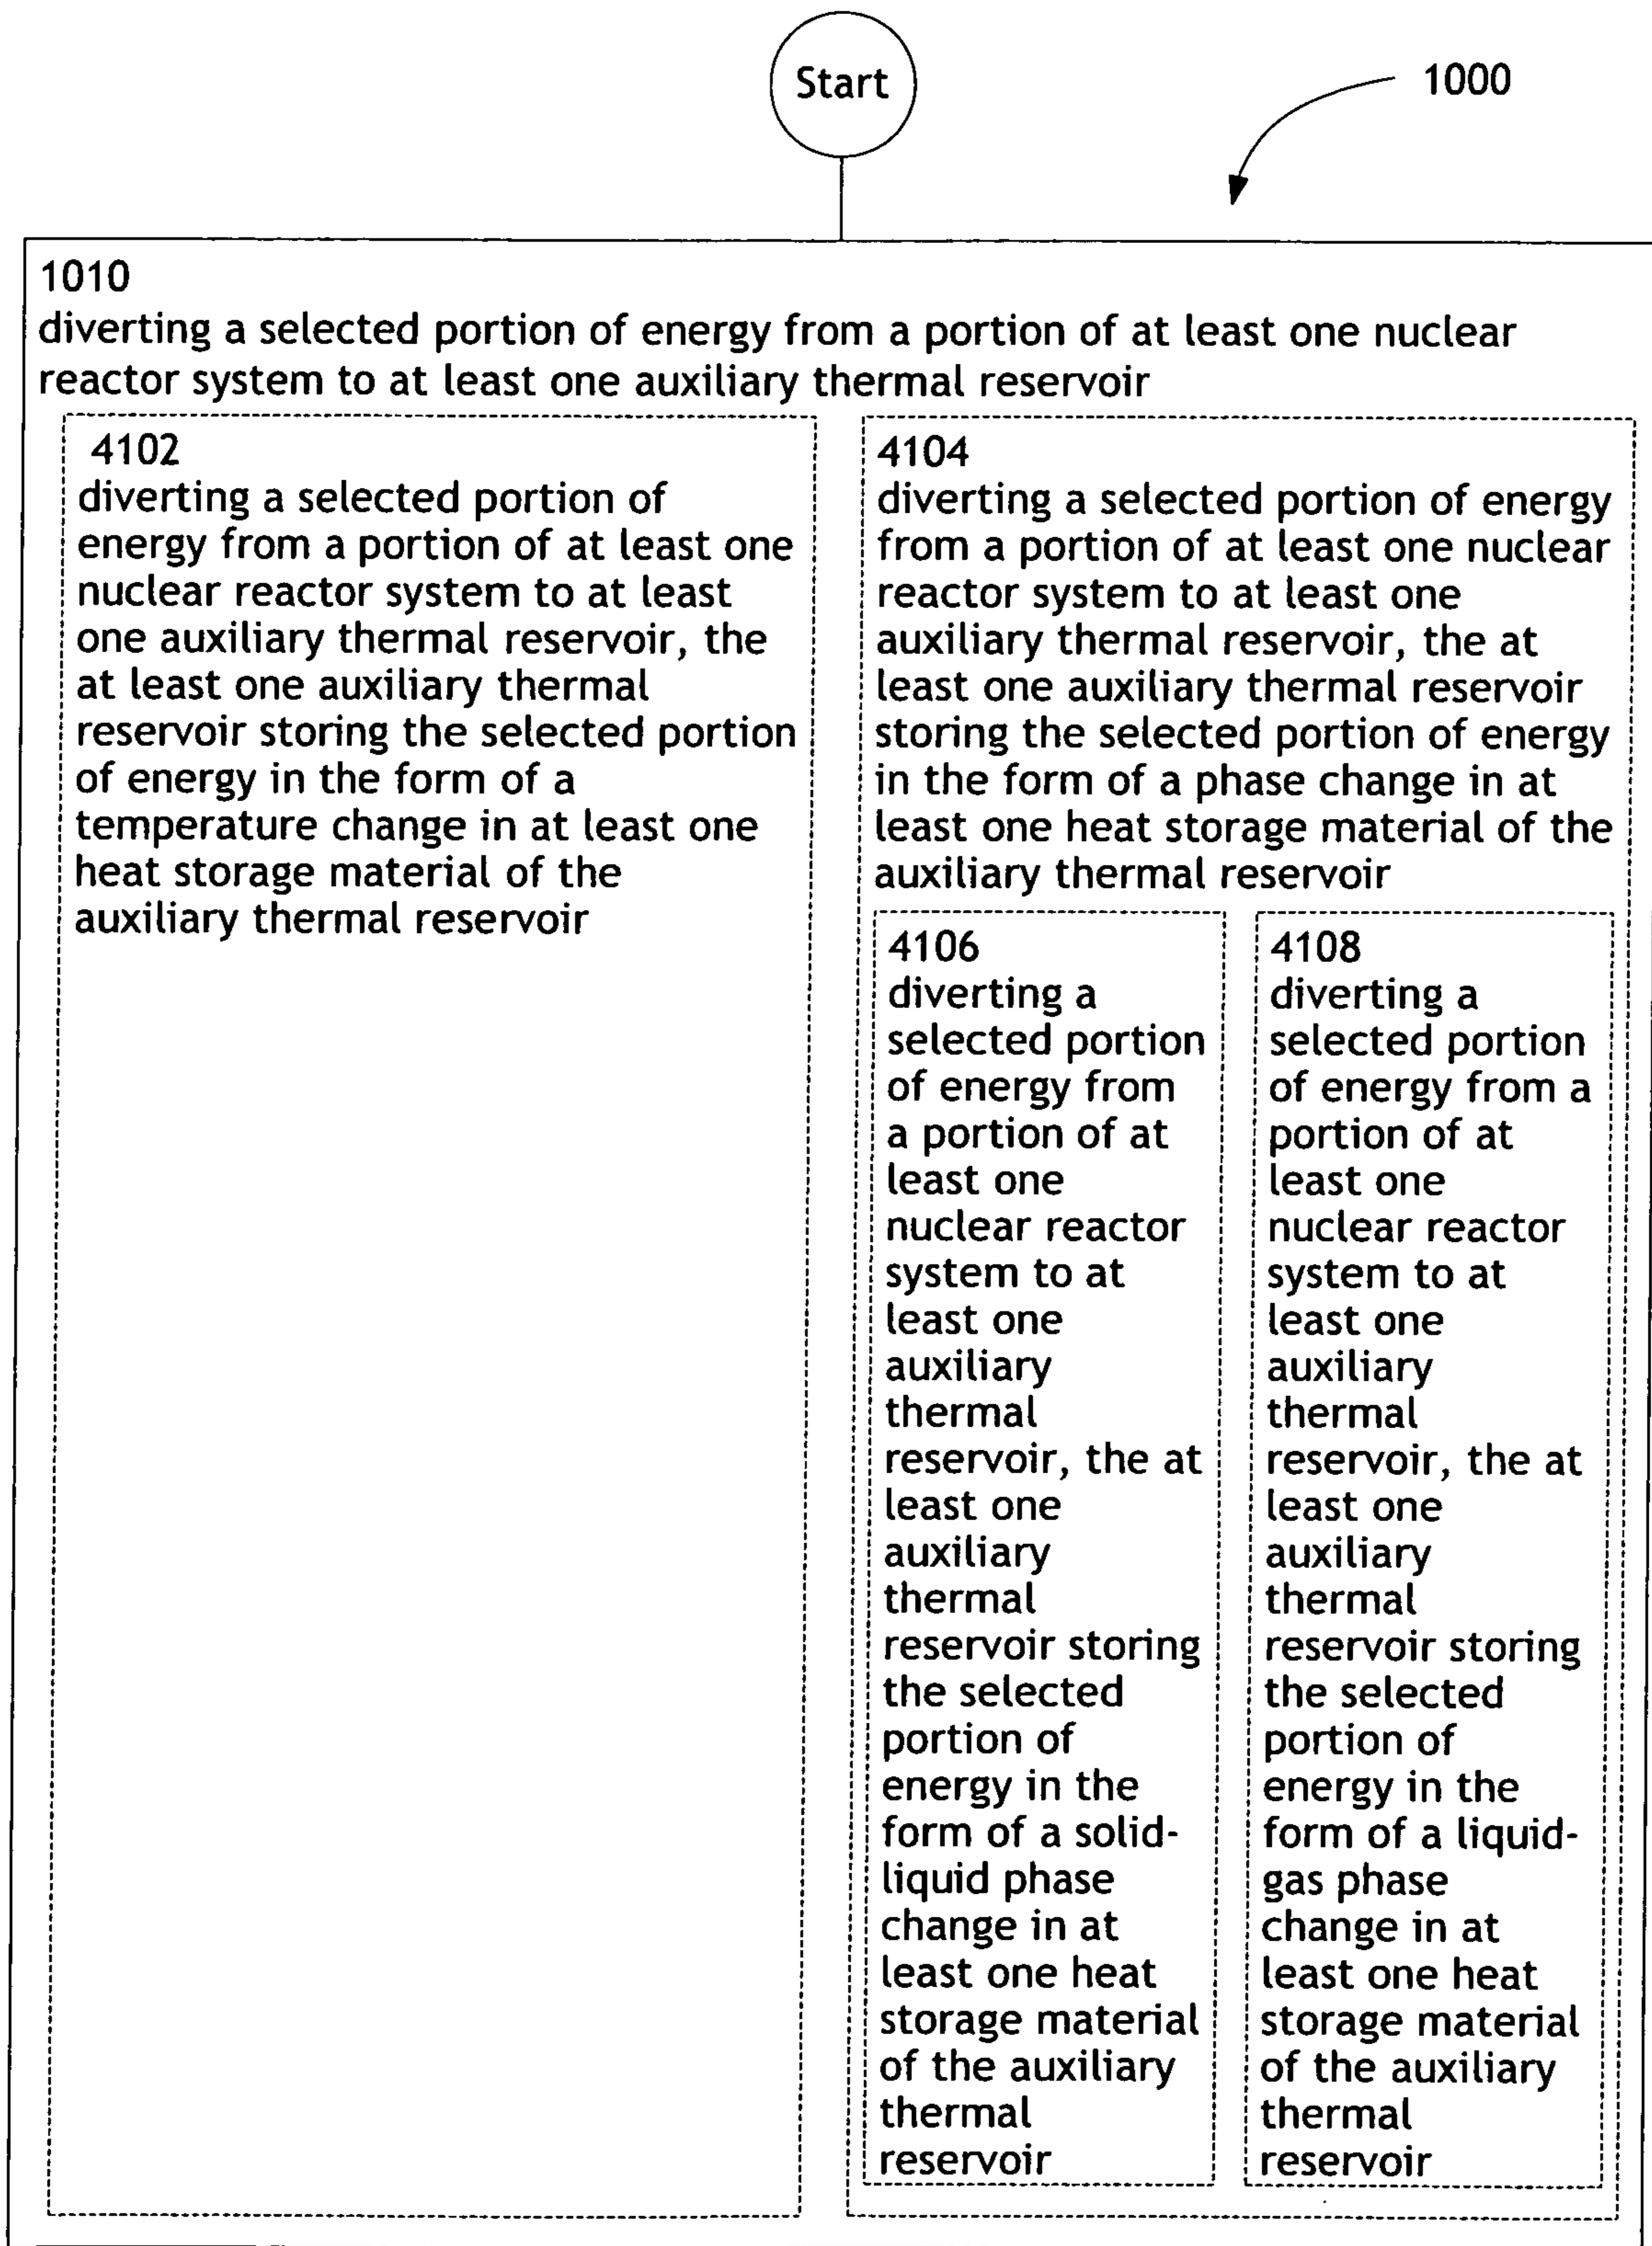 Start
1000
1010
diverting a selected portion of energy from a portion of at least one nuclear
reactor system to at least one auxiliary thermal reservoir
4102
diverting a selected portion of
energy from a portion of at least one
nuclear reactor system to at least
one auxiliary thermal reservoir, the
at least one auxiliary thermal
reservoir storing the selected portion
of energy in the form of a
temperature change in at least one
heat storage material of the
auxiliary thermal reservoir
4104
diverting a selected portion of energy
from a portion of at least one nuclear
reactor system to at least one
auxiliary thermal reservoir, the at
least one auxiliary thermal reservoir
storing the selected portion of energy
in the form of a phase change in at
least one heat storage material of the
auxiliary thermal reservoir
4106
diverting a
selected portion
of energy from
a portion of at
least one
nuclear reactor
system to at
least one
auxiliary
thermal
reservoir, the at
least one
auxiliary
thermal
reservoir storing
the selected
portion of
energy in the
form of a solid-
liquid phase
change in at
least one heat
storage material
of the auxiliary
thermal
reservoir
4108
diverting a
selected portion
of energy from a
portion of at
least one
nuclear reactor
system to at
least one
auxiliary
thermal
reservoir, the at
least one
auxiliary
thermal
reservoir storing
the selected
portion of
energy in the
form of a liquid-
gas phase
change in at
least one heat
storage material
of the auxiliary
thermal
reservoir